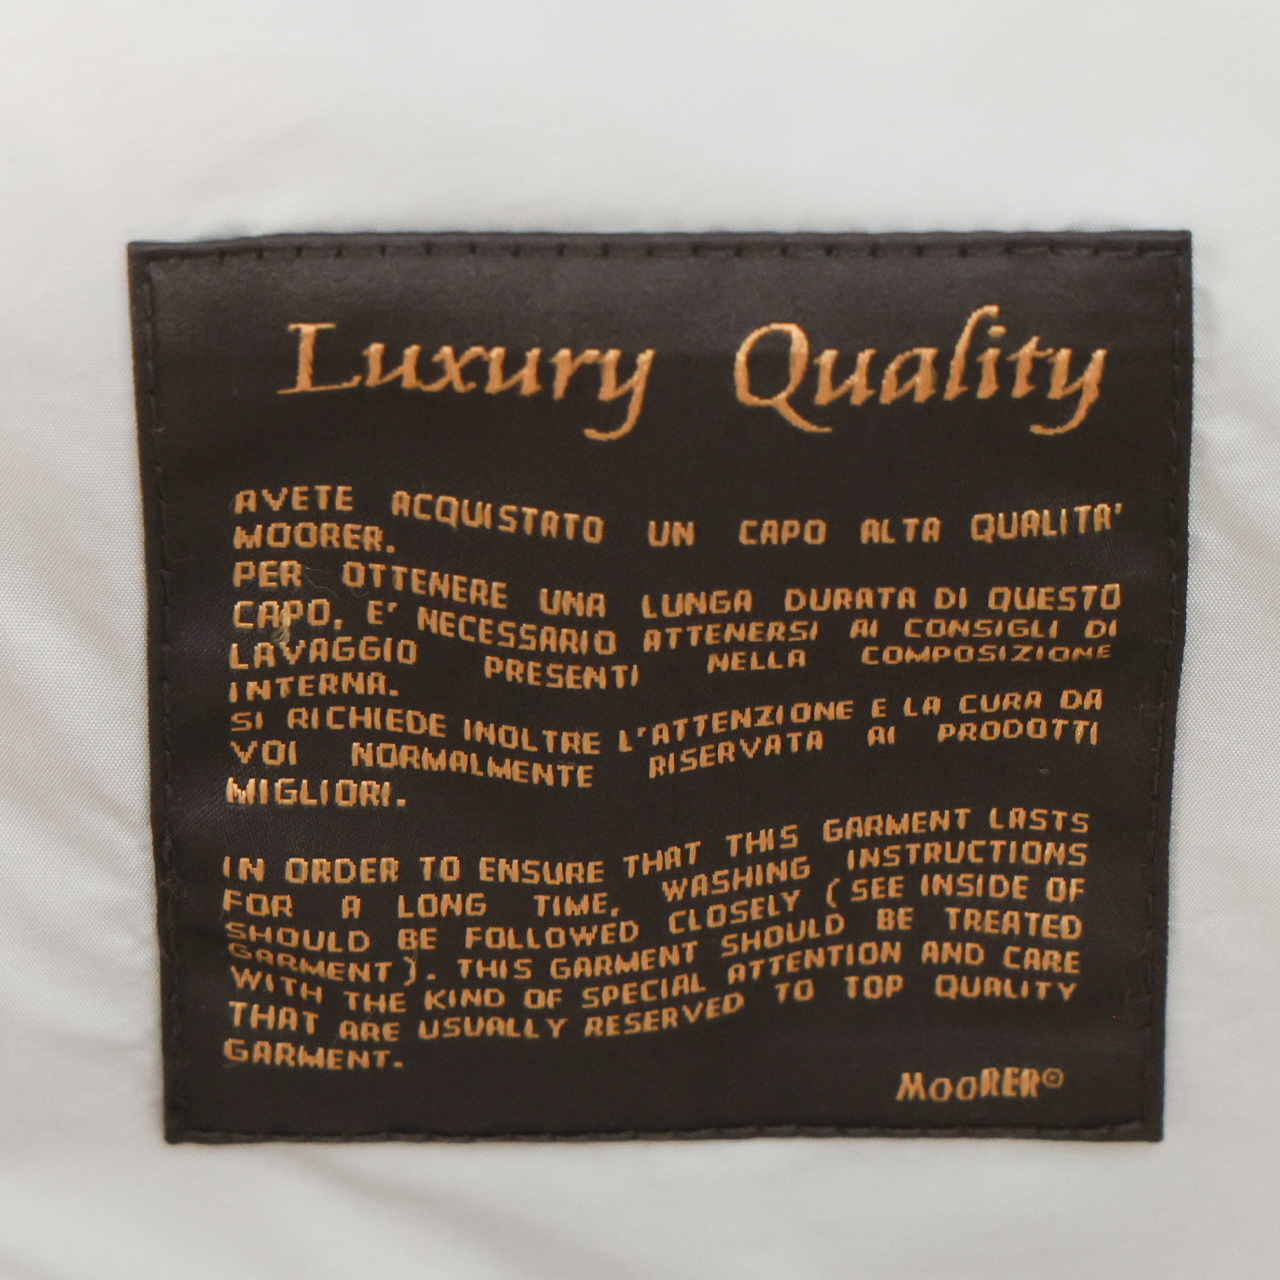 Luxury Quality
AVETE ACQUISTATO UN CAPO ALTA QUALITA'
MOORER.
PER OTTENERE UNA LUNGA DURATA DI QUESTO
CAPO, E' NECESSARIO ATTENERSI AI CONSIGLI DI
LAVAGGIO PRESENTI NELLA COMPOSIZIONE
INTERNA.
SI RICHIEDE INOLTRE L'ATTENZIONE E LA CURA DA
VOI NORMALMENTE RISERVATA AI PRODOTTI
MIGLIORI.
IN ORDER TO ENSURE THAT THIS GARMENT LASTS
FOR A LONG TIME, WASHING INSTRUCTIONS
SHOULD BE FOLLOWED CLOSELY (SEE INSIDE OF
GARMENT). THIS GARMENT SHOULD BE TREATED
WITH THE KIND OF SPECIAL ATTENTION AND CARE
THAT ARE USUALLY RESERVED TO TOP QUALITY
GARMENT.
MOORER©